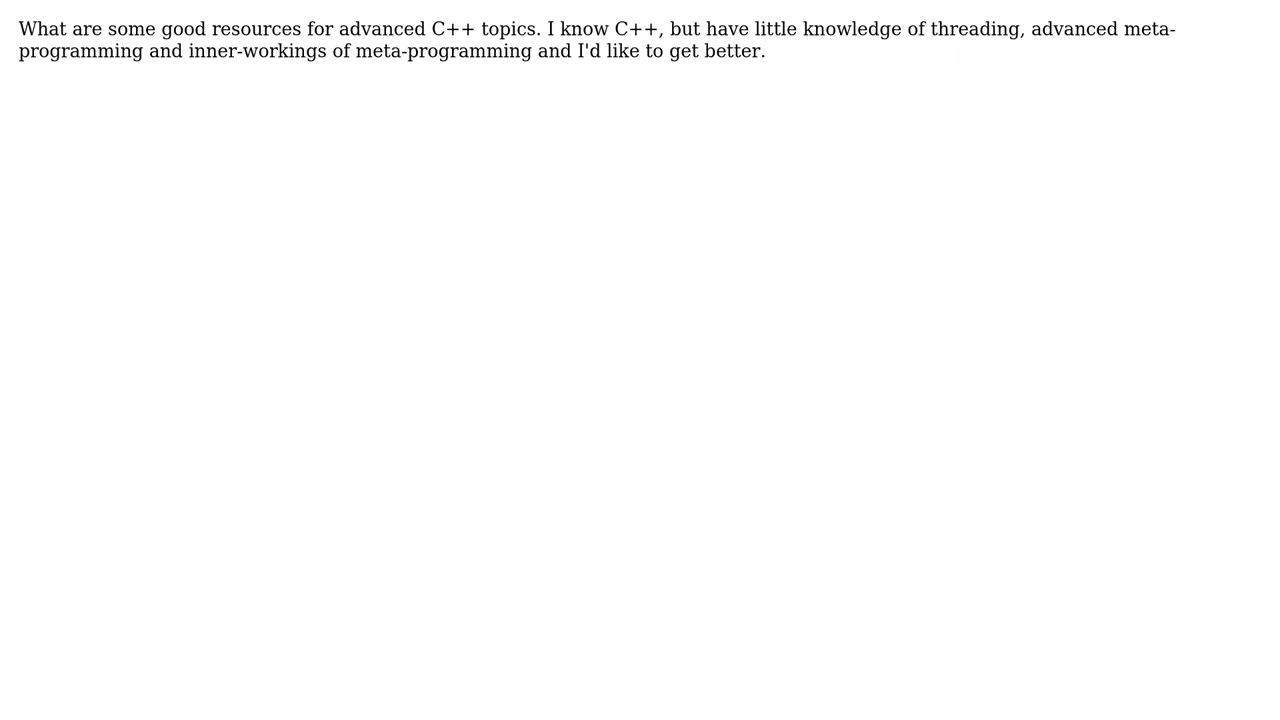 What are some good resources for advanced C++ topics. I know C++, but have little knowledge of threading, advanced meta-
programming and inner-workings of meta-programming and I'd like to get better.